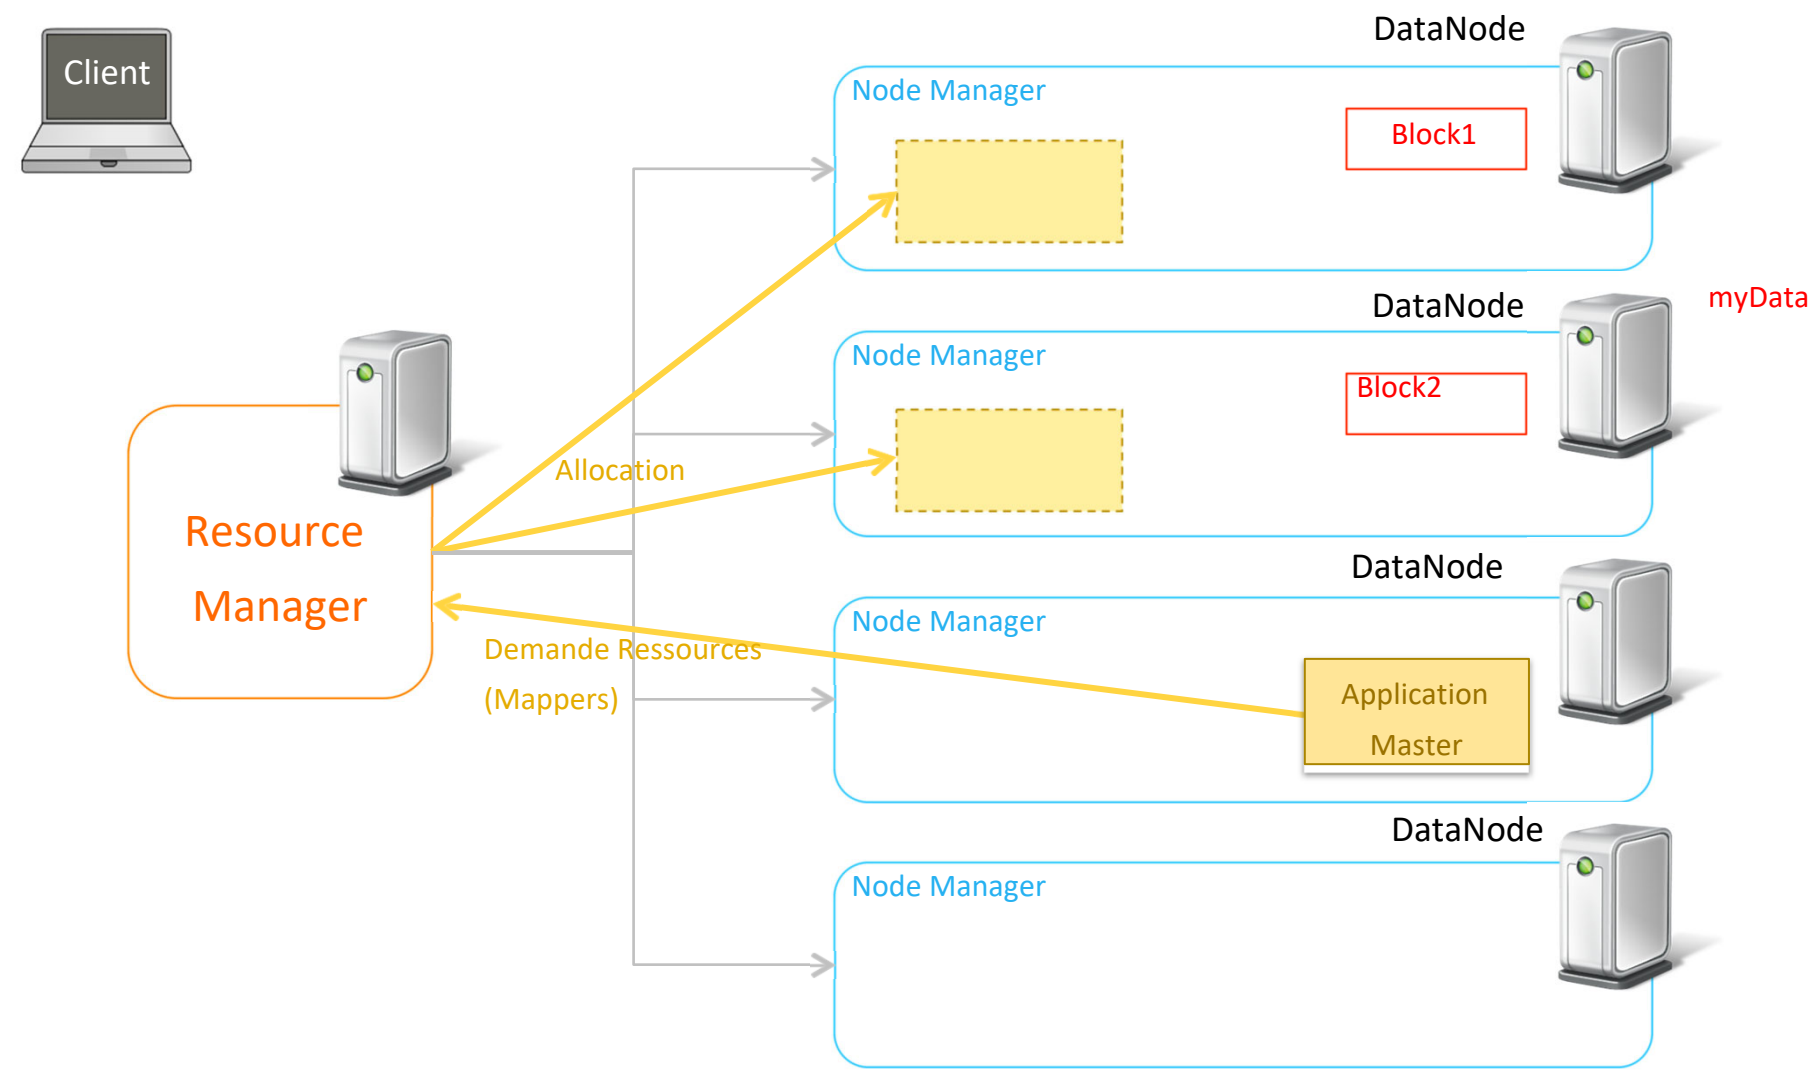 Client
DataNode
Node Manager
Block1
DataNode
myData
Node Manager
Block2
Allocation
Resource
Manager
DataNode
Node Manager
Demande Ressources
(Mappers)
Application
Master
DataNode
Node Manager